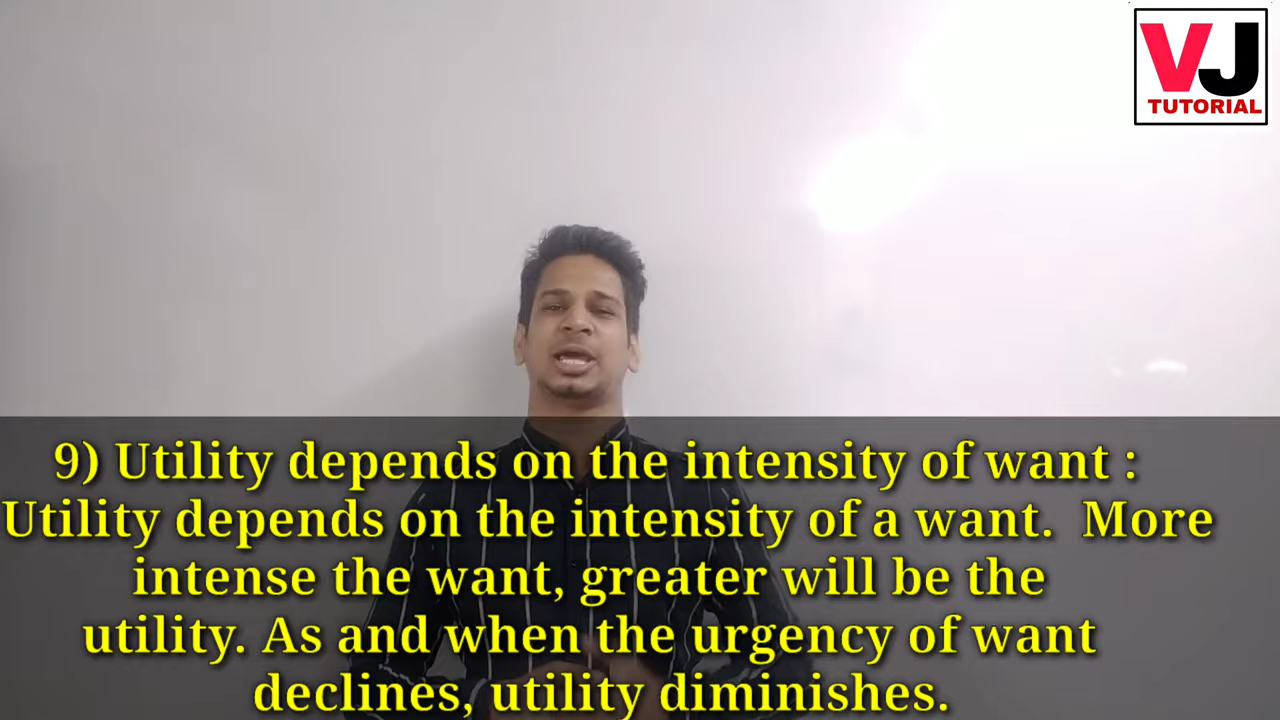 VJ
TUTORIAL
9) Utility depends on the intensity of want :
Utility depends on the intensity of a want. More
intense the want, greater will be the
utility. As and when the urgency of want
declines, utility diminishes.